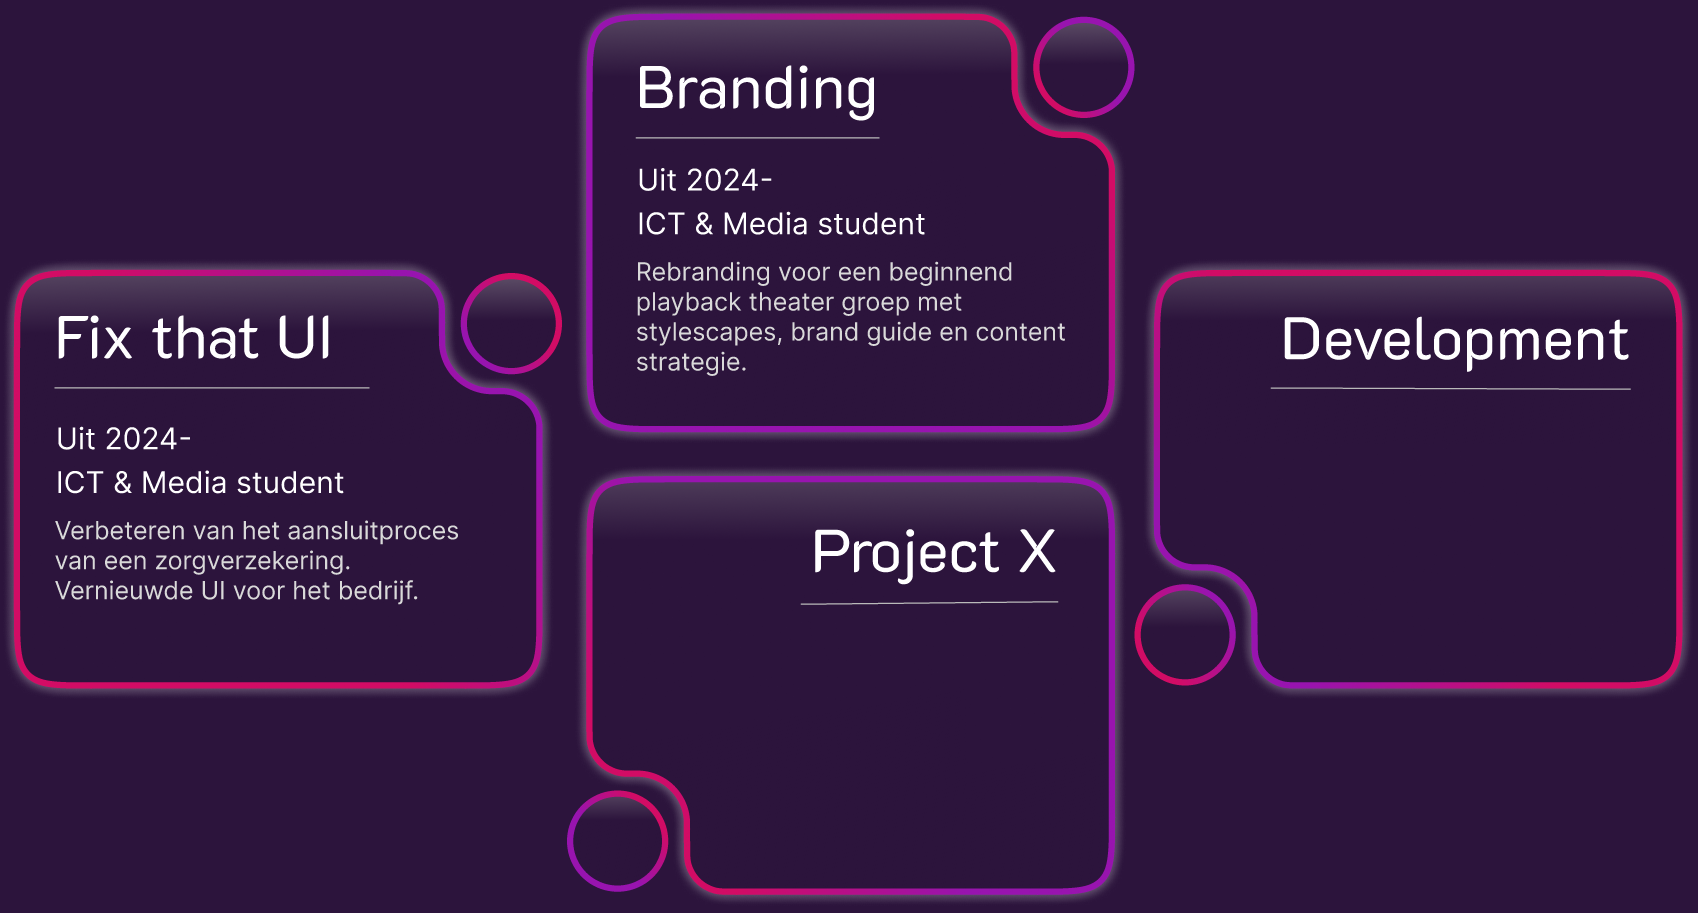 Fix that UI
Uit 2024-
ICT & Media student
Verbeteren van het aansluitproces
van een zorgverzekering.
Vernieuwde UI voor het bedrijf.
Branding
Uit 2024-
ICT & Media student
Rebranding voor een beginnend
playback theater groep met
stylescapes, brand guide en content
strategie.
Project X
Development